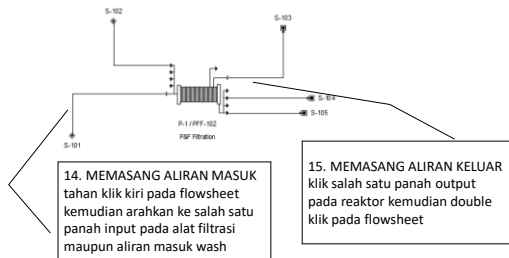 S-102
S-103
S-104
S-105
P-1 / PFF-102
P&F Filtration
S-101
14. MEMASANG ALIRAN MASUK
tahan klik kiri pada flowsheet
kemudian arahkan ke salah satu
panah input pada alat filtrasi
maupun aliran masuk wash
15. MEMASANG ALIRAN KELUAR
klik salah satu panah output
pada reaktor kemudian double
klik pada flowsheet